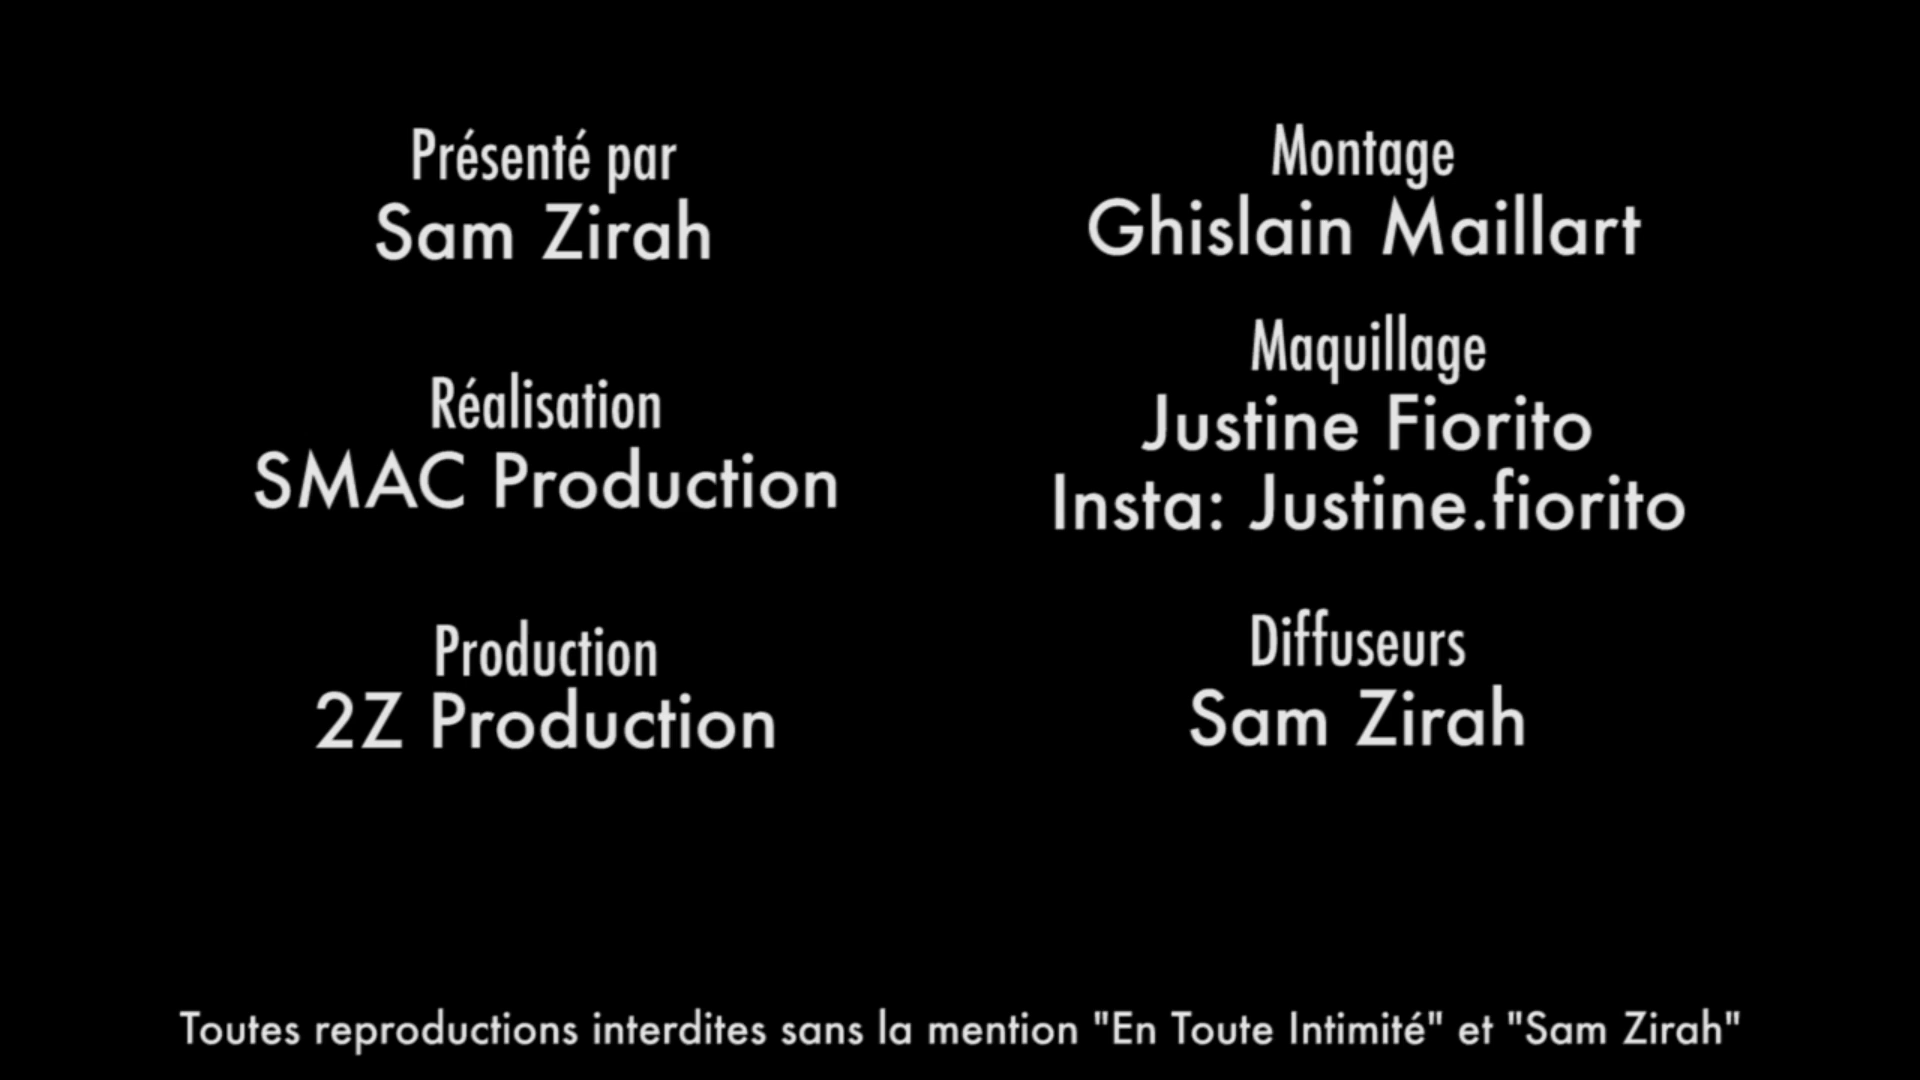 Présenté par
Sam Zirah
Réalisation
SMAC Production
Production
2Z Production
Montage
Ghislain Maillart
Maquillage
Justine Fiorito
Insta: Justine.fiorito
Diffuseurs
Sam Zirah
Toutes reproductions interdites sans la mention "En Toute Intimité" et "Sam Zirah"